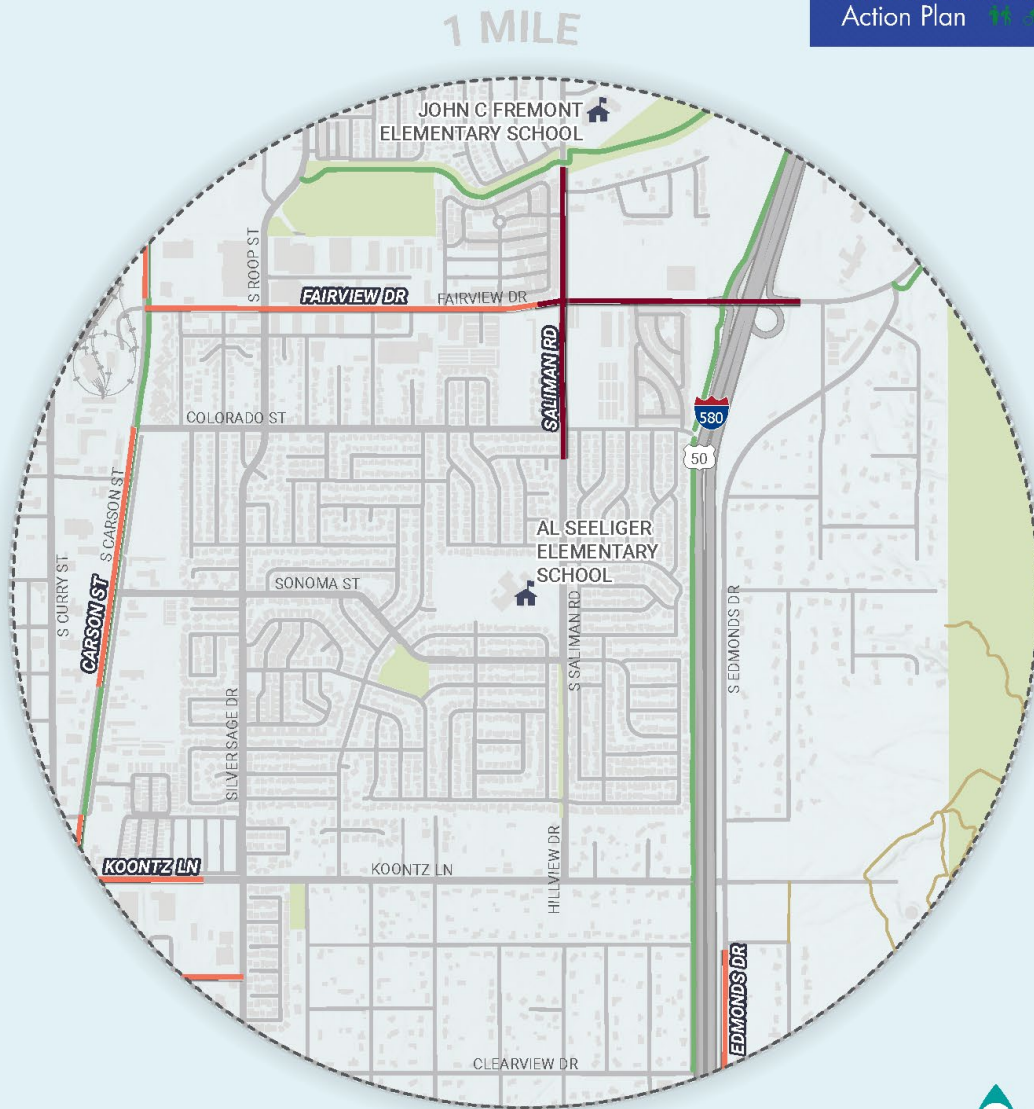 Action Plan
1 MILE
JOHN C FREMONT
ELEMENTARY SCHOOL
S ROOP ST
FAIRVIEW DR
FAIRVIEW DR
SALIMAN RD
COLORADO ST
580
50
S CARSON ST
AL SEELIGER
ELEMENTARY
SCHOOL
S CURRY ST
SONOMA ST
CARSON ST
S SALIMAN RD
S EDMONDS DR
SILVERSAGE DR
KOONTZ LN
KOONTZ LN
HILLVIEW DR
EDMONDS DR
CLEARVIEW DR